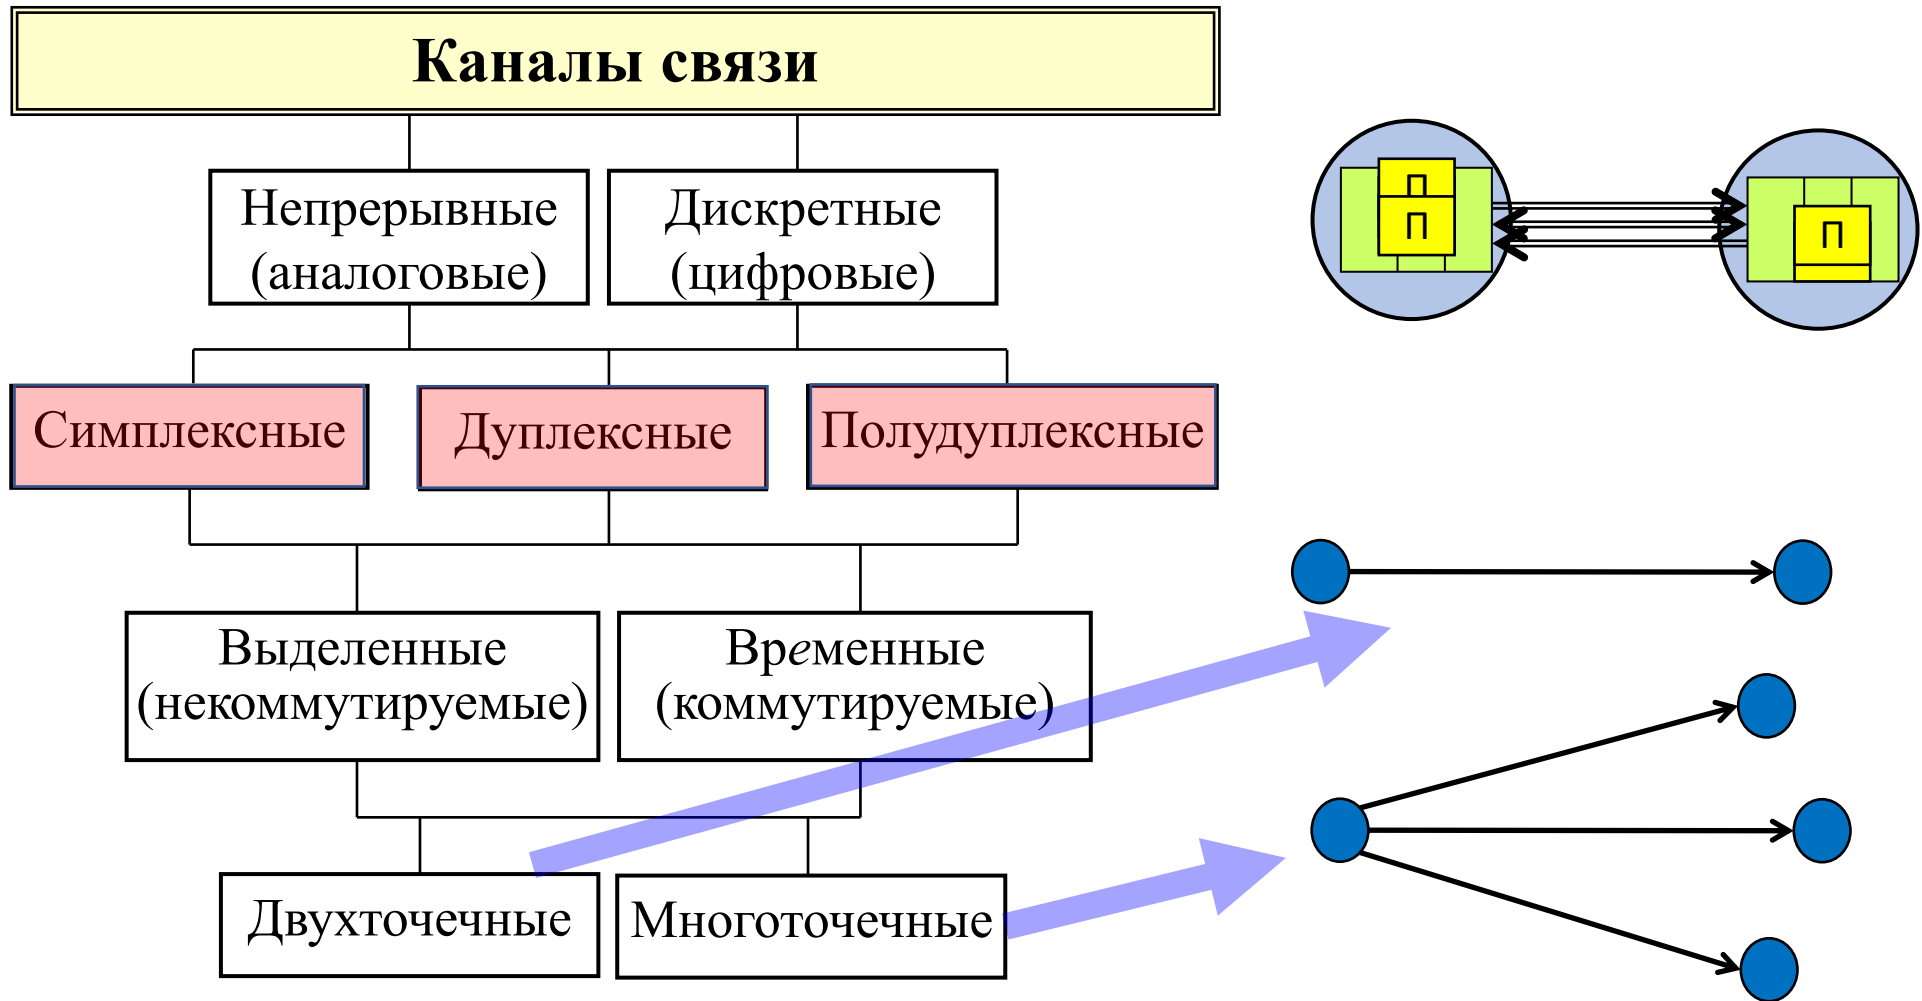 Каналы связи
Непрерывные
(аналоговые)
Дискретные
(цифровые)
П
П
П
Симплексные
Дуплексные
Полудуплексные
Выделенные
(некоммутируемые)
Временные
(коммутируемые)
Двухточечные
Многоточечные